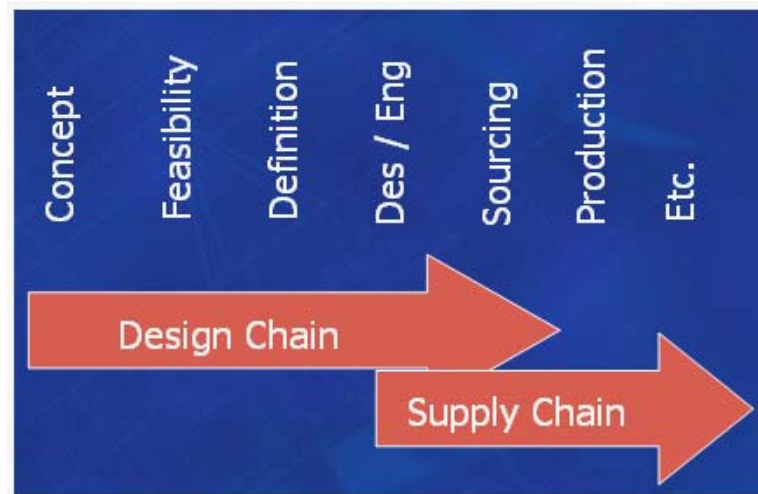 Concept
Feasibility
Definition
Des / Eng
Sourcing
Production
Etc.
Design Chain
Supply Chain